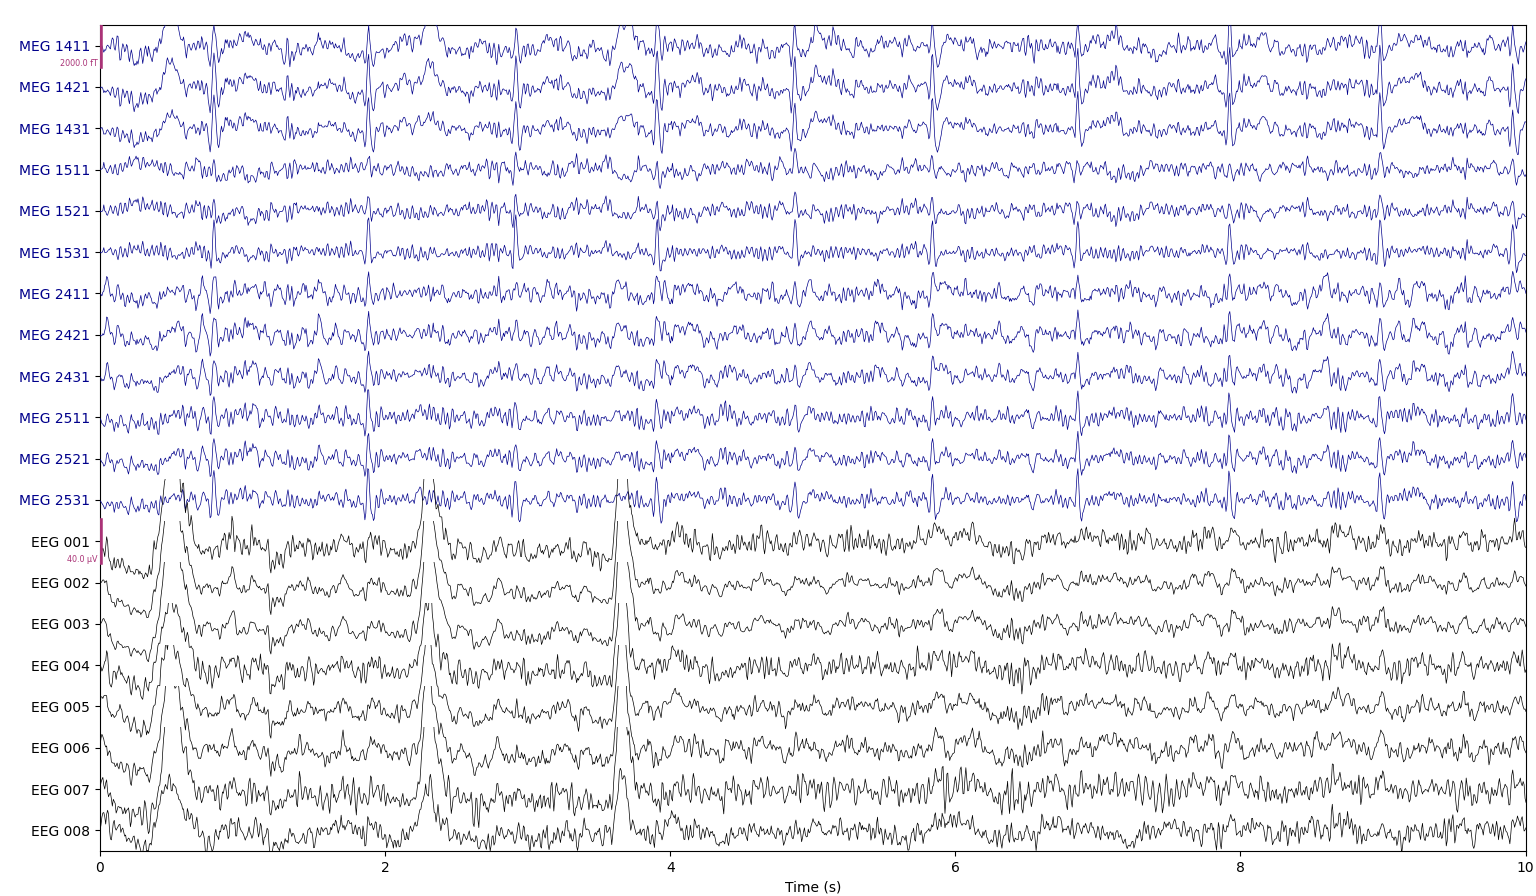 MEG 1411
2000.0 fT
MEG 1421
MEG 1431
MEG 1511
MEG 1521
MEG 1531
MEG 2411
MEG 2421
MEG 2431
MEG 2511
MEG 2521
MEG 2531
EEG 001
40.0 µV
EEG 002
EEG 003
EEG 004
EEG 005
EEG 006
EEG 007
EEG 008
0 2 4 6 8 10
Time (s)